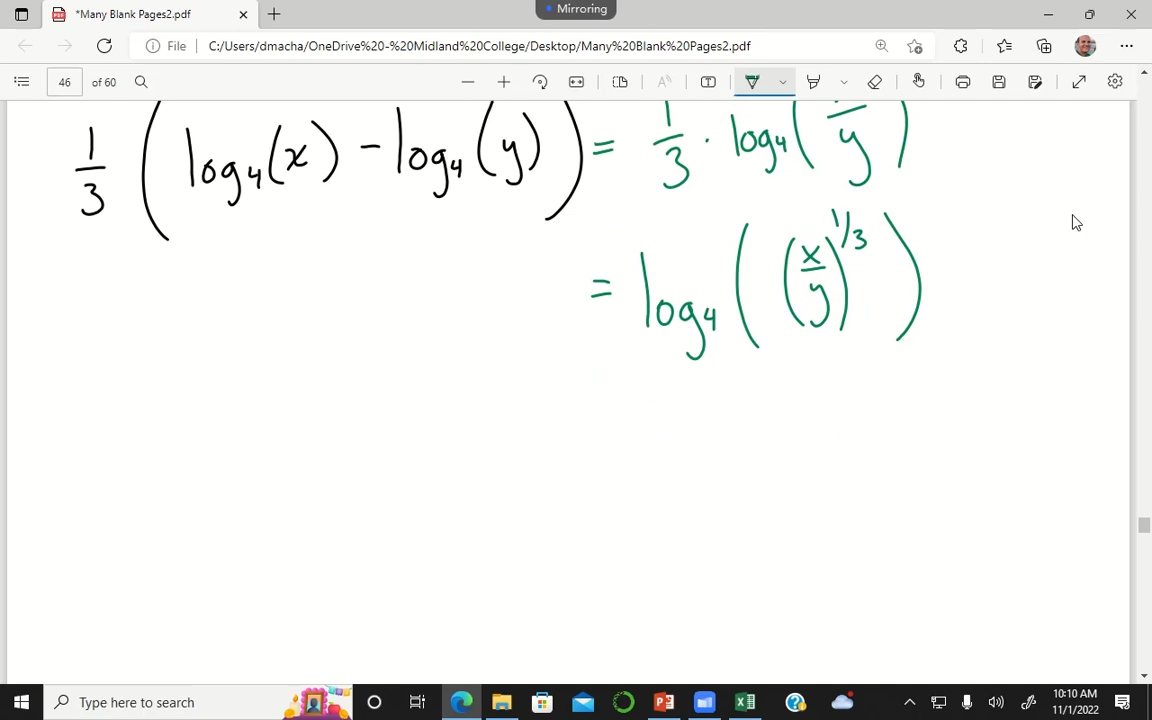 Mirroring
*Many Blank Pages2.pdf
File C:/Users/dmacha/OneDrive%20-%20Midland%20College/Desktop/Many%20Blank%20Pages2.pdf
46 of 60
1/3 ( log₄(x) - log₄(y) ) = 1/3 · log₄( /y )
= log₄( (x/y)^1/3 )
Type here to search
10:10 AM
11/1/2022